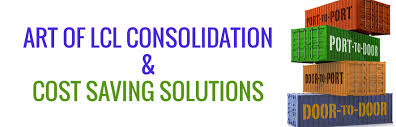 ART OF LCL CONSOLIDATION
&
COST SAVING SOLUTIONS
PORT-TO-PORT
PORT-TO-DOOR
DOOR-TO-PORT
DOOR-TO-DOOR